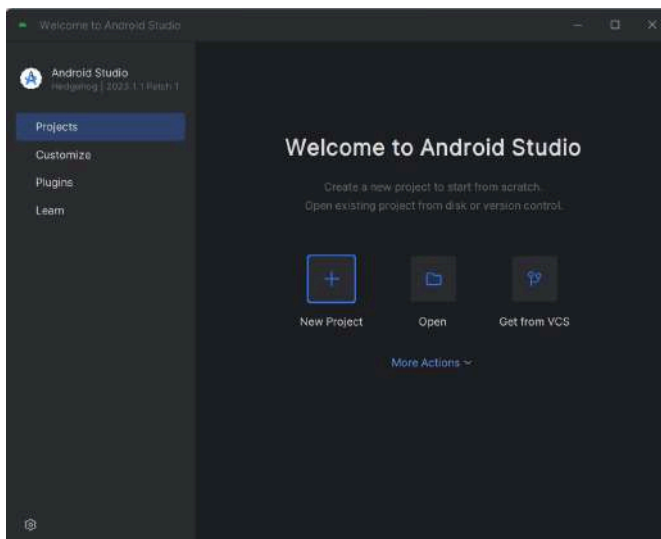 Welcome to Android Studio
Android Studio
Hedgehog | 2023.1.1 Patch 1
Projects
Customize
Plugins
Learn
Welcome to Android Studio
Create a new project to start from scratch.
Open existing project from disk or version control.
New Project
Open
Get from VCS
More Actions